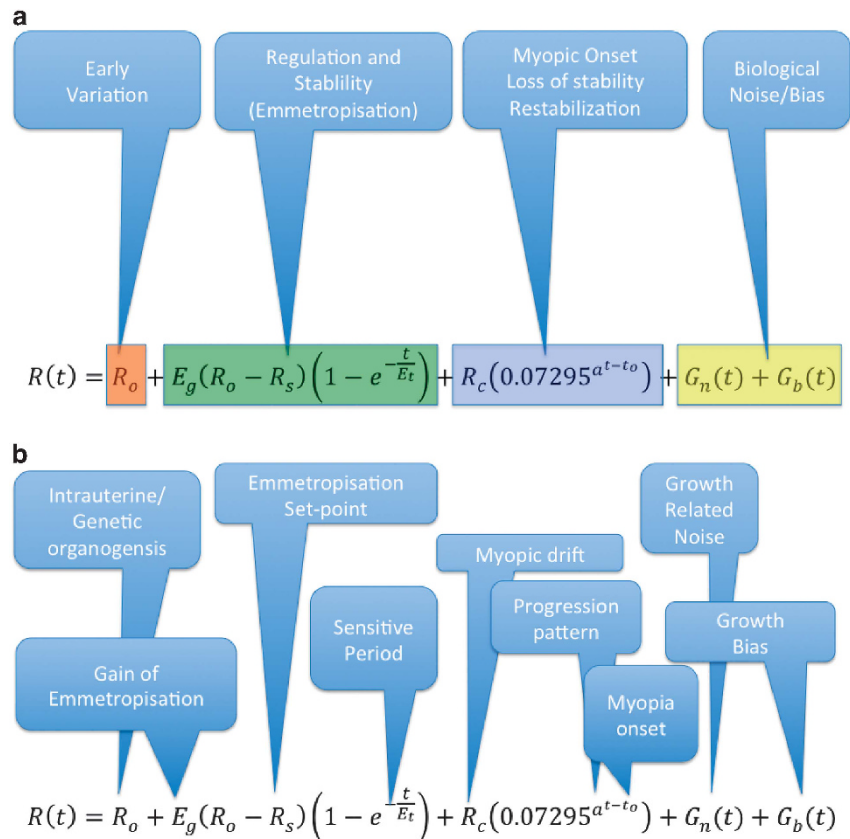 a
Early
Variation
Regulation and
Stablility
(Emmetropisation)
Myopic Onset
Loss of stability
Restabilization
Biological
Noise/Bias
R(t) = R_o + E_g(R_o − R_s)(1 − e^{−t/E_t}) + R_c(0.07295^{a^{t−t_o}}) + G_n(t) + G_b(t)
b
Intrauterine/
Genetic
organogensis
Gain of
Emmetropisation
Emmetropisation
Set-point
Sensitive
Period
Myopic drift
Progression
pattern
Myopia
onset
Growth
Related
Noise
Growth
Bias
R(t) = R_o + E_g(R_o − R_s)(1 − e^{−t/E_t}) + R_c(0.07295^{a^{t−t_o}}) + G_n(t) + G_b(t)